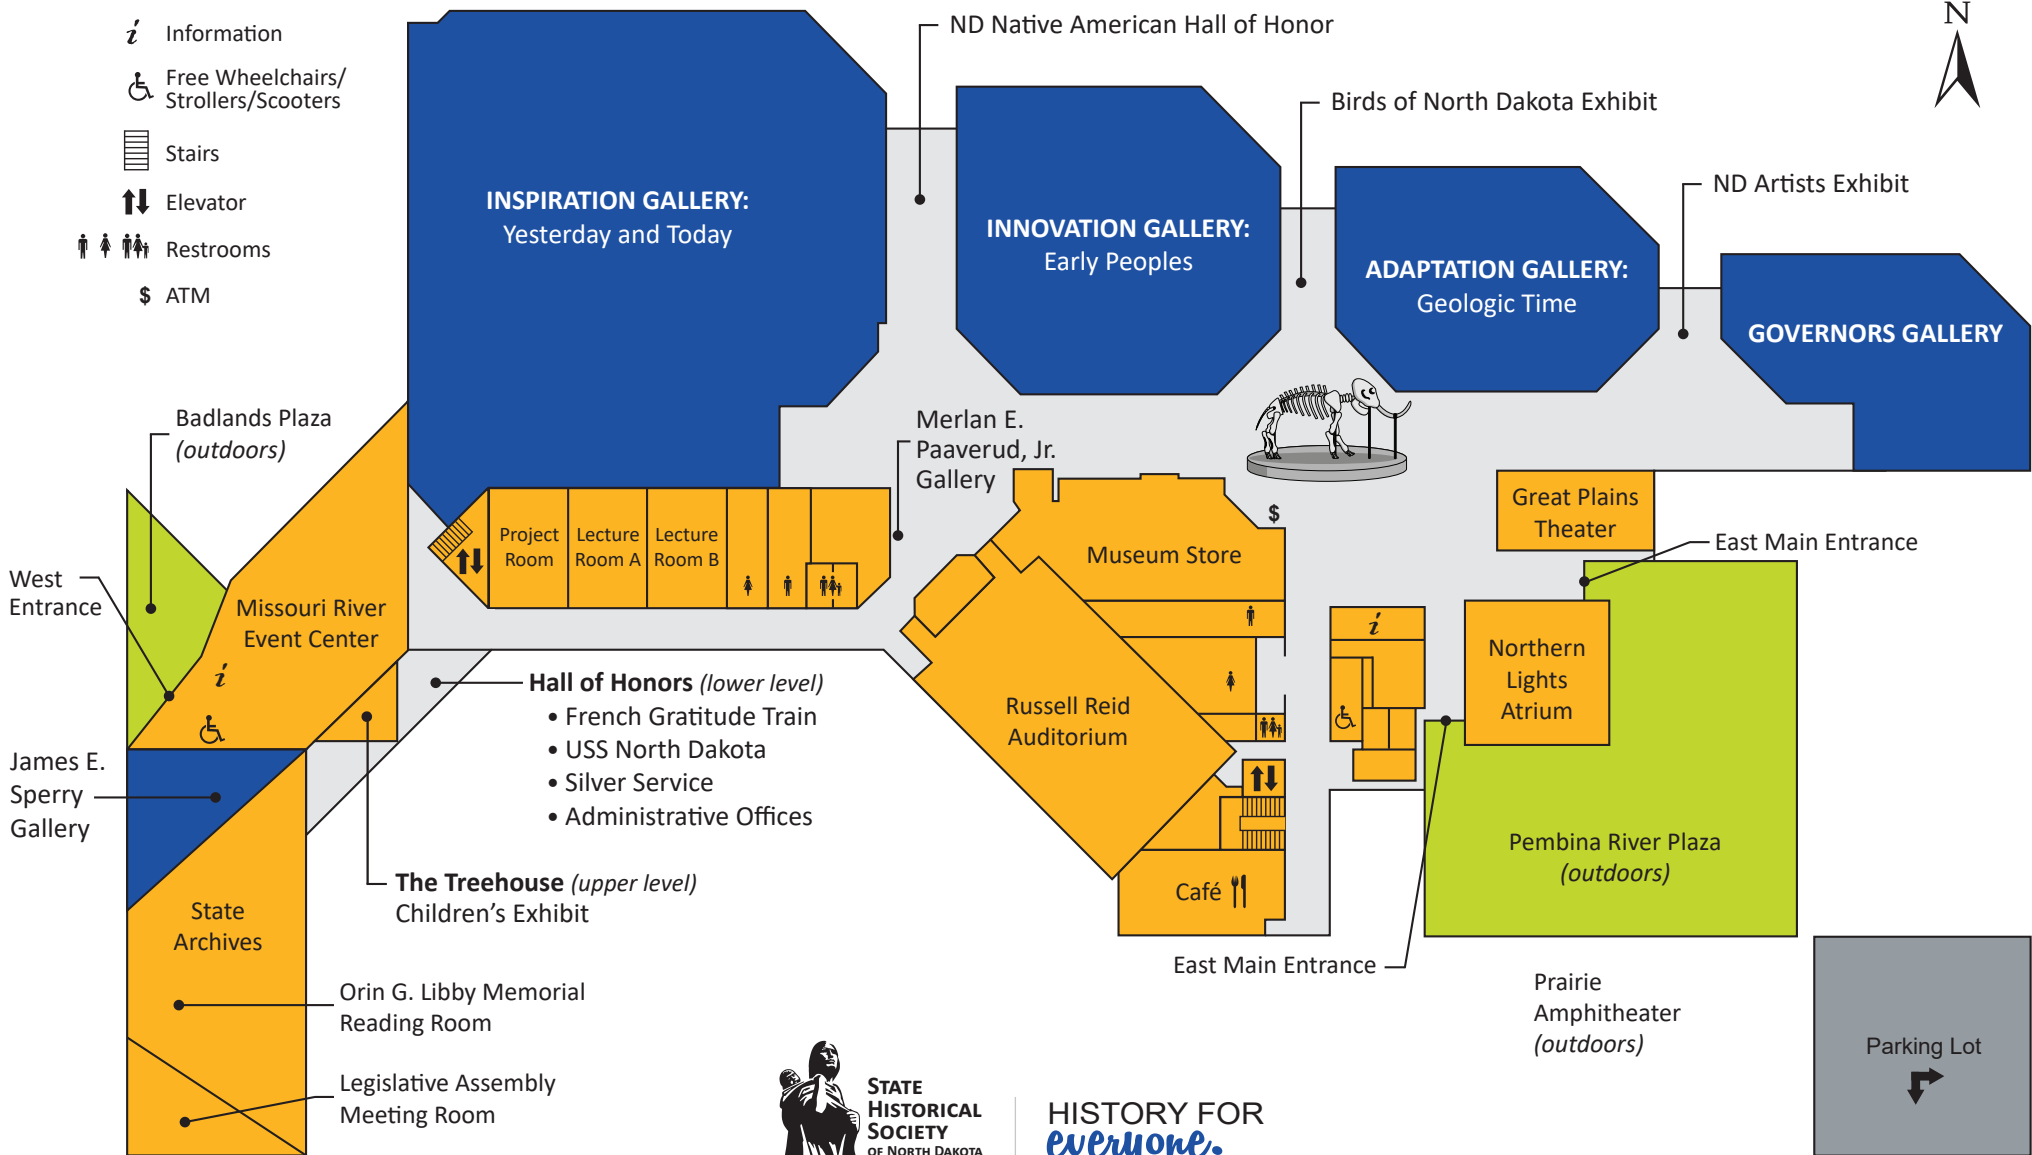 i Information
Free Wheelchairs/
Strollers/Scooters
Stairs
Elevator
Restrooms
$ ATM
N
ND Native American Hall of Honor
Birds of North Dakota Exhibit
ND Artists Exhibit
INSPIRATION GALLERY:
Yesterday and Today
INNOVATION GALLERY:
Early Peoples
ADAPTATION GALLERY:
Geologic Time
GOVERNORS GALLERY
Badlands Plaza
(outdoors)
Merlan E.
Paaverud, Jr.
Gallery
Project
Room
Lecture
Room A
Lecture
Room B
$
Museum Store
Great Plains
Theater
East Main Entrance
West
Entrance
Missouri River
Event Center
i
i
Northern
Lights
Atrium
Hall of Honors (lower level)
• French Gratitude Train
• USS North Dakota
• Silver Service
• Administrative Offices
Russell Reid
Auditorium
James E.
Sperry
Gallery
The Treehouse (upper level)
Children’s Exhibit
Café
Pembina River Plaza
(outdoors)
State
Archives
East Main Entrance
Orin G. Libby Memorial
Reading Room
Prairie
Amphitheater
(outdoors)
Parking Lot
Legislative Assembly
Meeting Room
STATE
HISTORICAL
SOCIETY
OF NORTH DAKOTA
HISTORY FOR
everyone.